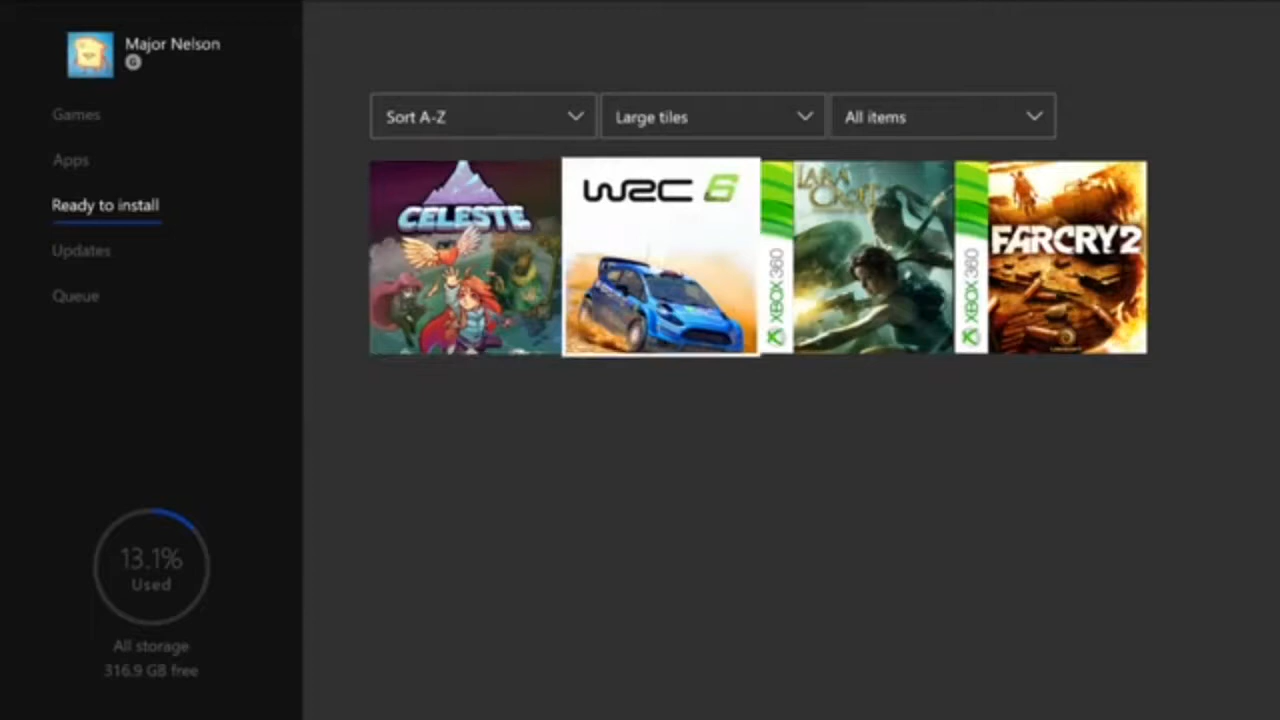 Major Nelson
G
Games
Apps
Ready to install
Updates
Queue
13.1%
Used
All storage
316.9 GB free
Sort A-Z
Large tiles
All items
CELESTE
WRC 6
XBOX 360
LARA CROFT
XBOX 360
FARCRY 2